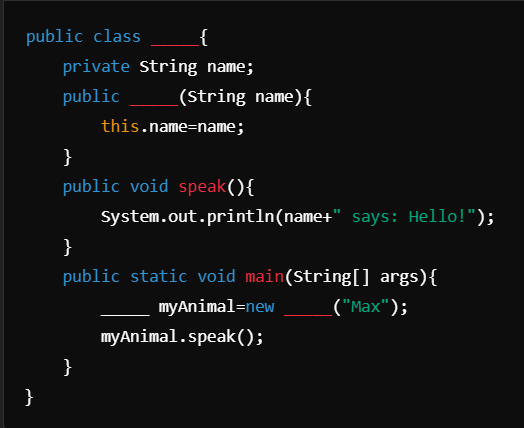 public class _____{
private String name;
public _____(String name){
this.name=name;
}
public void speak(){
System.out.println(name+" says: Hello!");
}
public static void main(String[] args){
_____ myAnimal=new _____("Max");
myAnimal.speak();
}
}